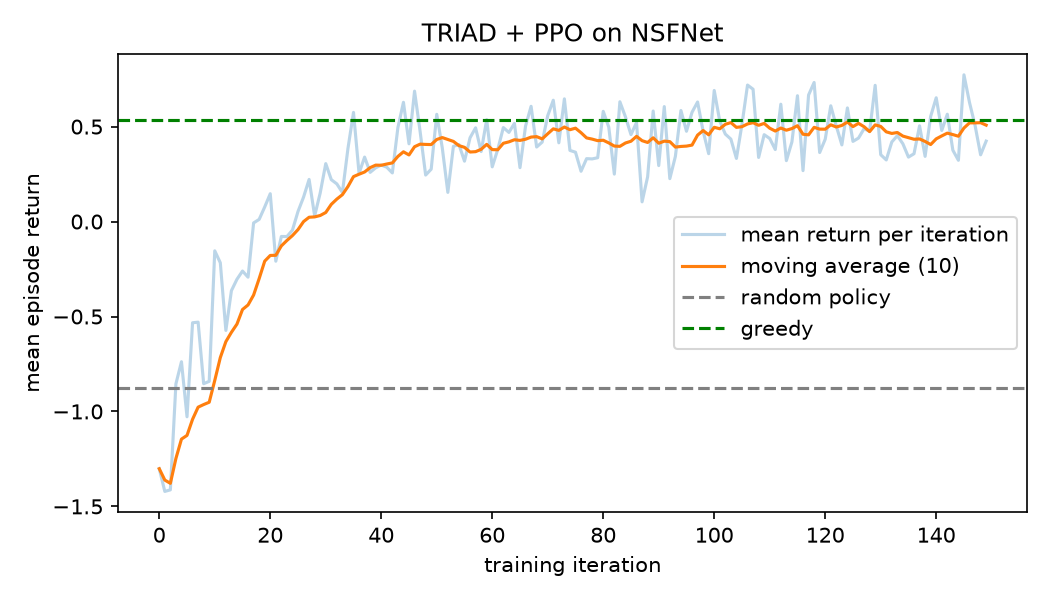 TRIAD + PPO on NSFNet
mean episode return
0.5
0.0
−0.5
−1.0
−1.5
mean return per iteration
moving average (10)
random policy
greedy
0 20 40 60 80 100 120 140
training iteration